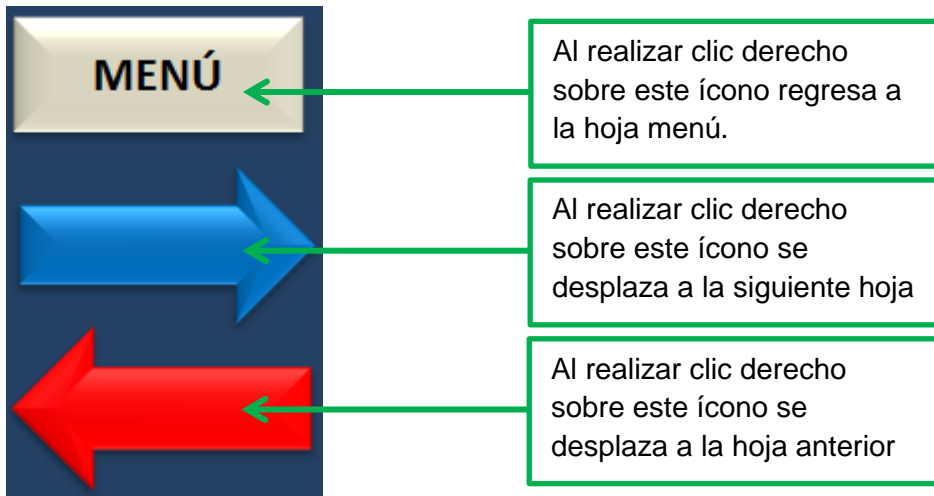 MENÚ
Al realizar clic derecho
sobre este ícono regresa a
la hoja menú.
Al realizar clic derecho
sobre este ícono se
desplaza a la siguiente hoja
Al realizar clic derecho
sobre este ícono se
desplaza a la hoja anterior